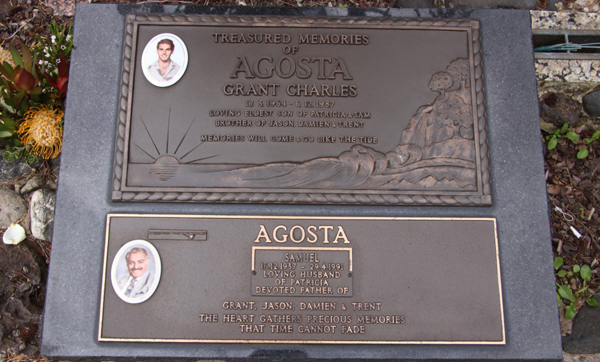 TREASURED MEMORIES
OF
AGOSTA
GRANT CHARLES
LOVING ELDEST SON OF PATRICIA & SAM
BROTHER OF JASON, DAMIEN & TRENT
MEMORIES WILL COME & GO LIKE THE TIDE
AGOSTA
SAMUEL
LOVING HUSBAND
OF PATRICIA
DEVOTED FATHER OF
GRANT, JASON, DAMIEN & TRENT
THE HEART GATHERS PRECIOUS MEMORIES
THAT TIME CANNOT FADE